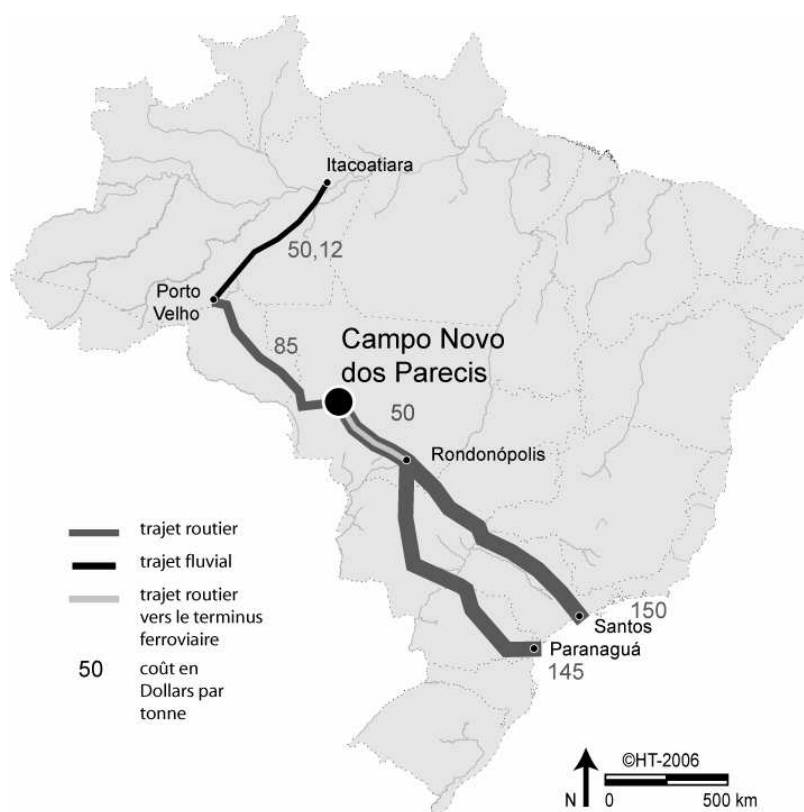 Itacoatiara
50,12
Porto
Velho
85
Campo Novo
dos Parecis
50
Rondonópolis
150
Santos
Paranaguá
145
trajet routier
trajet fluvial
trajet routier
vers le terminus
ferroviaire
50
coût en
Dollars par
tonne
©HT-2006
N
0 500 km